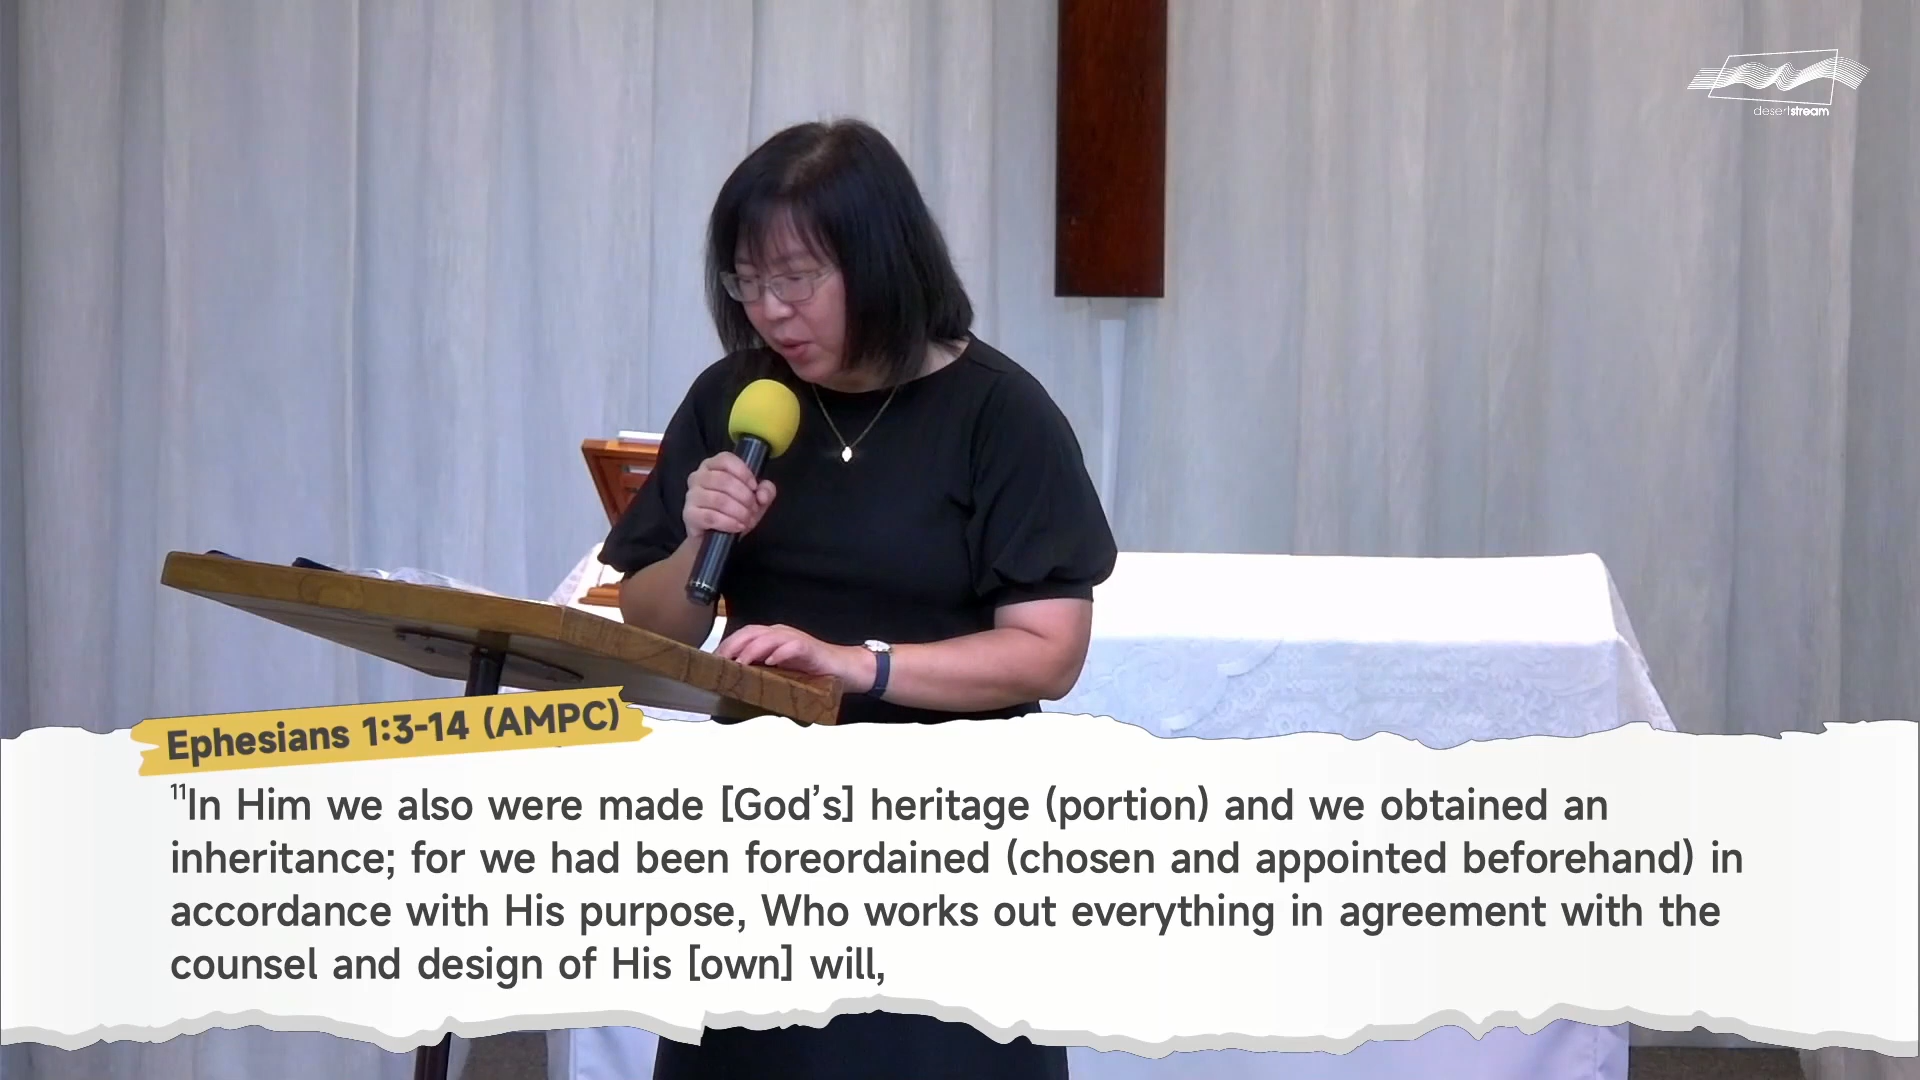 desertstream
Ephesians 1:3-14 (AMPC)
11In Him we also were made [God’s] heritage (portion) and we obtained an
inheritance; for we had been foreordained (chosen and appointed beforehand) in
accordance with His purpose, Who works out everything in agreement with the
counsel and design of His [own] will,